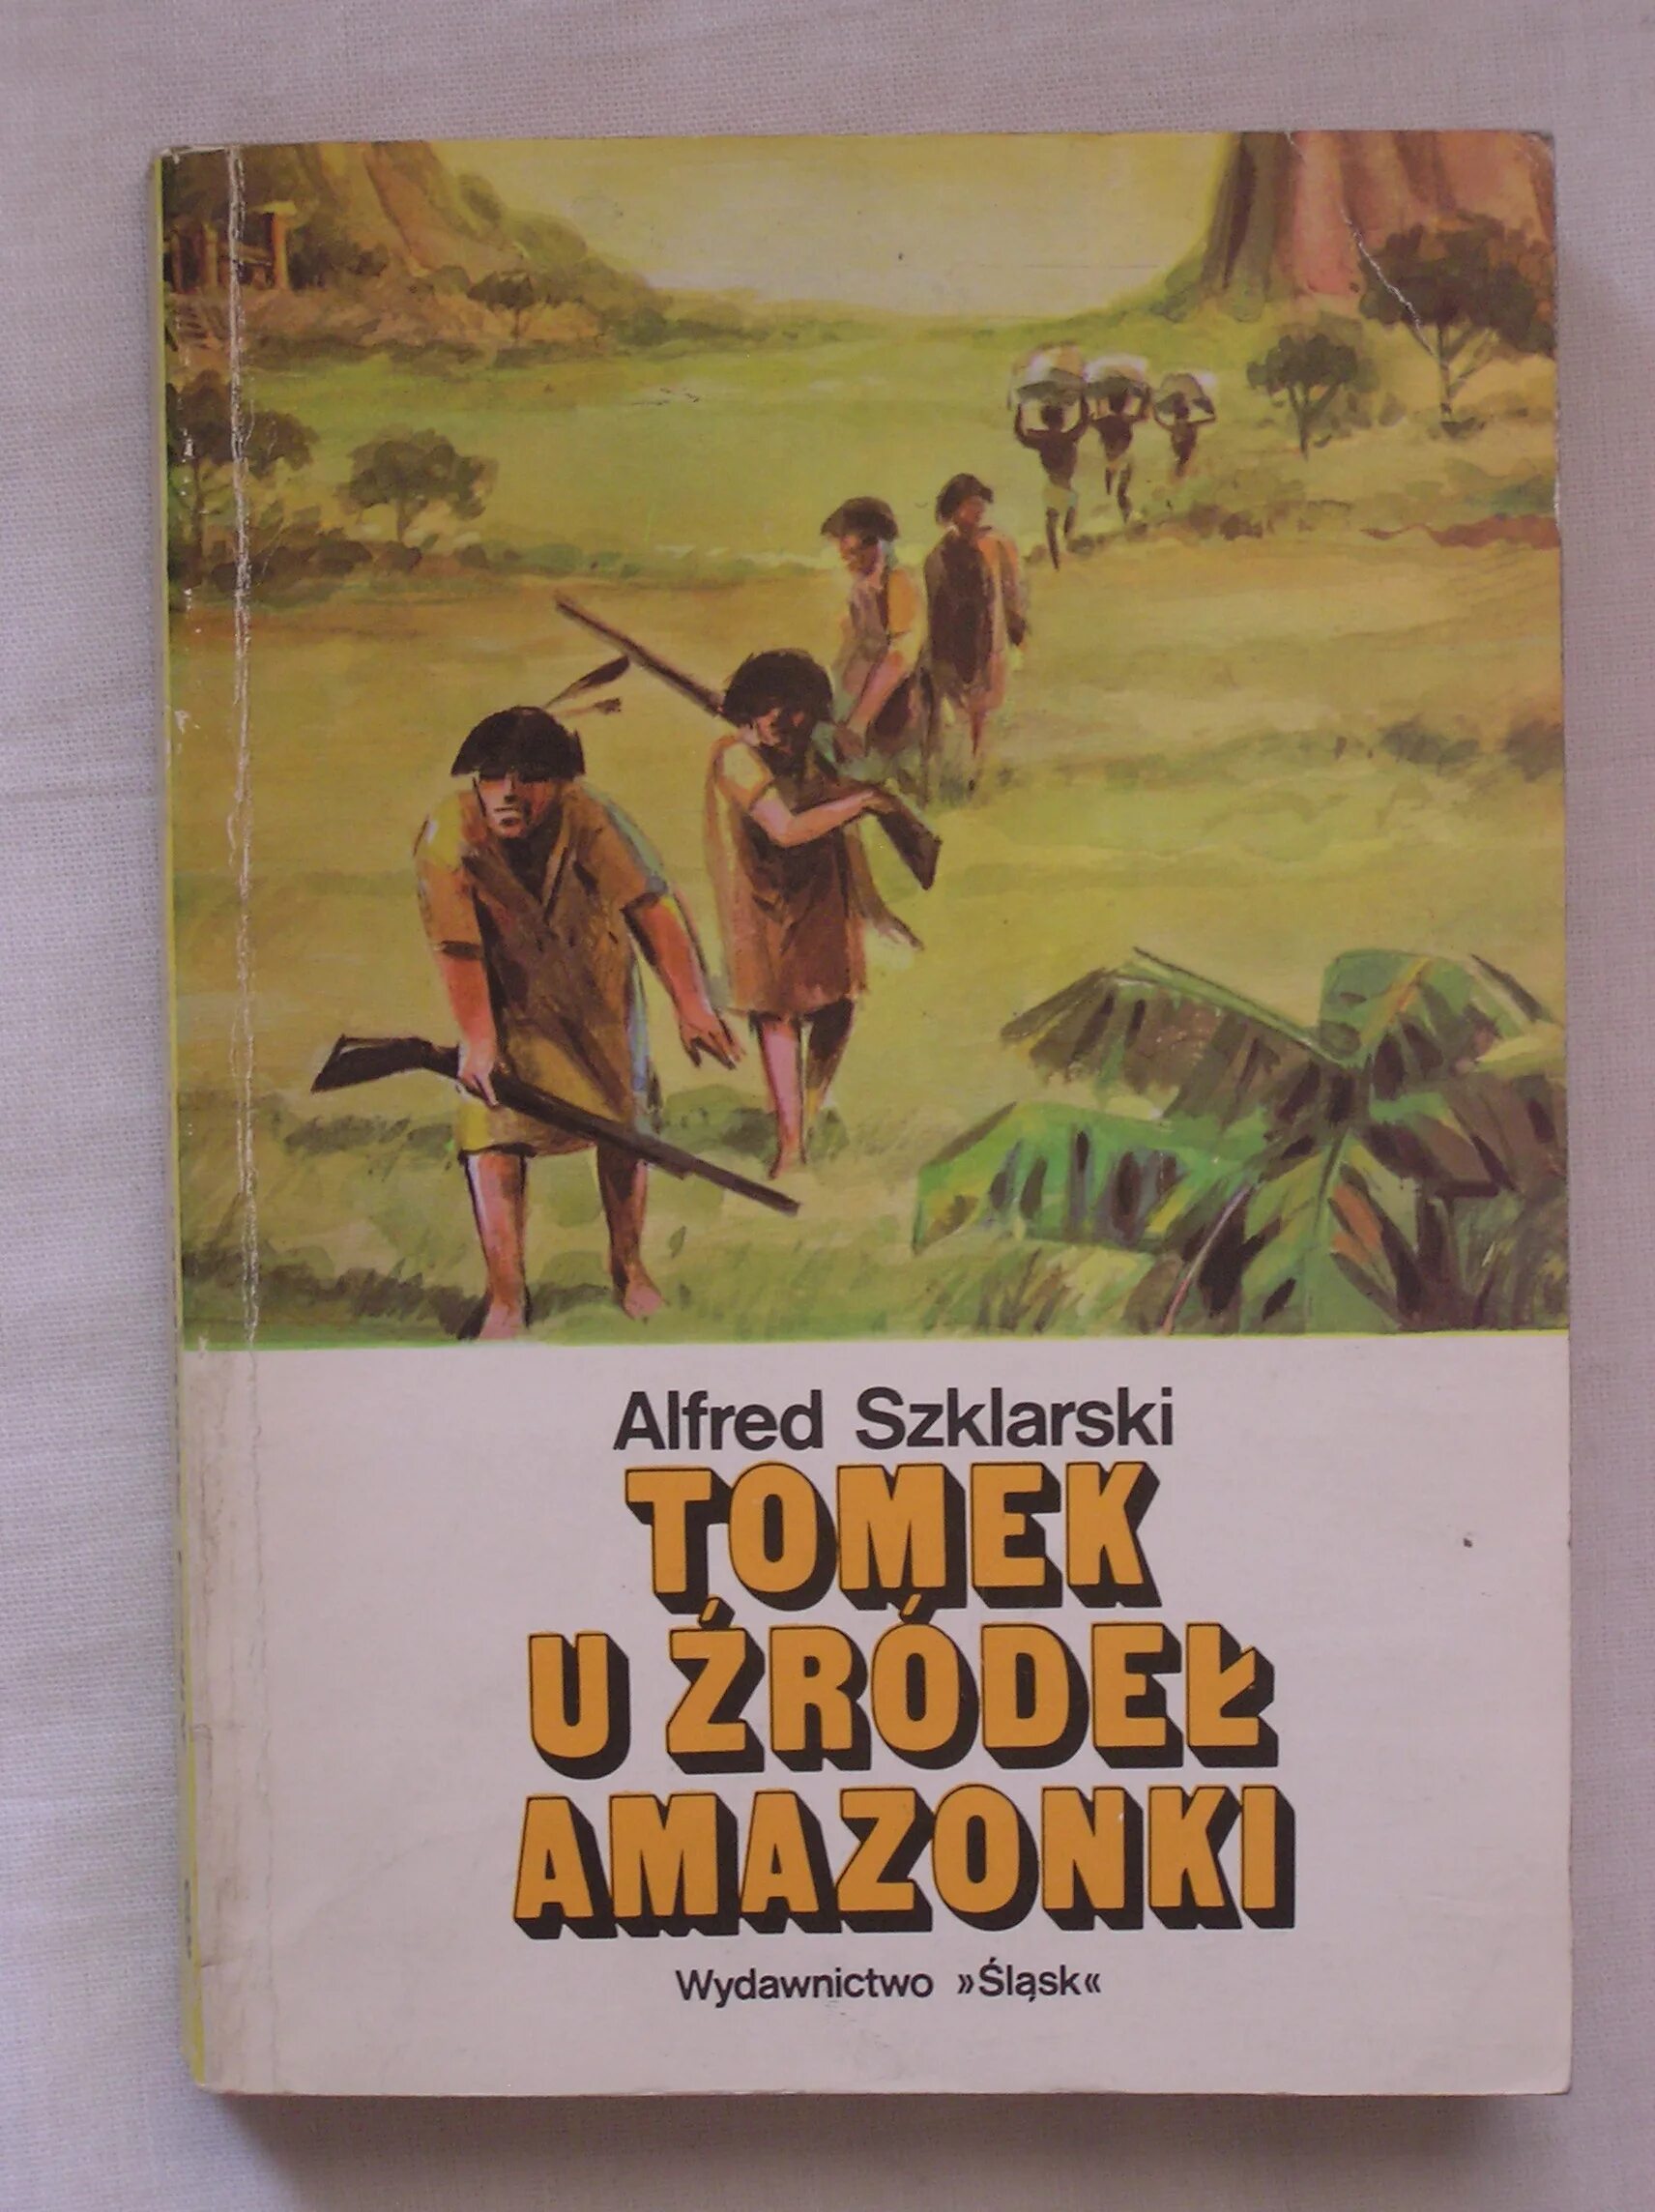 Alfred Szklarski
TOMEK
U ŹRÓDEŁ
AMAZONKI
Wydawnictwo »Śląsk«